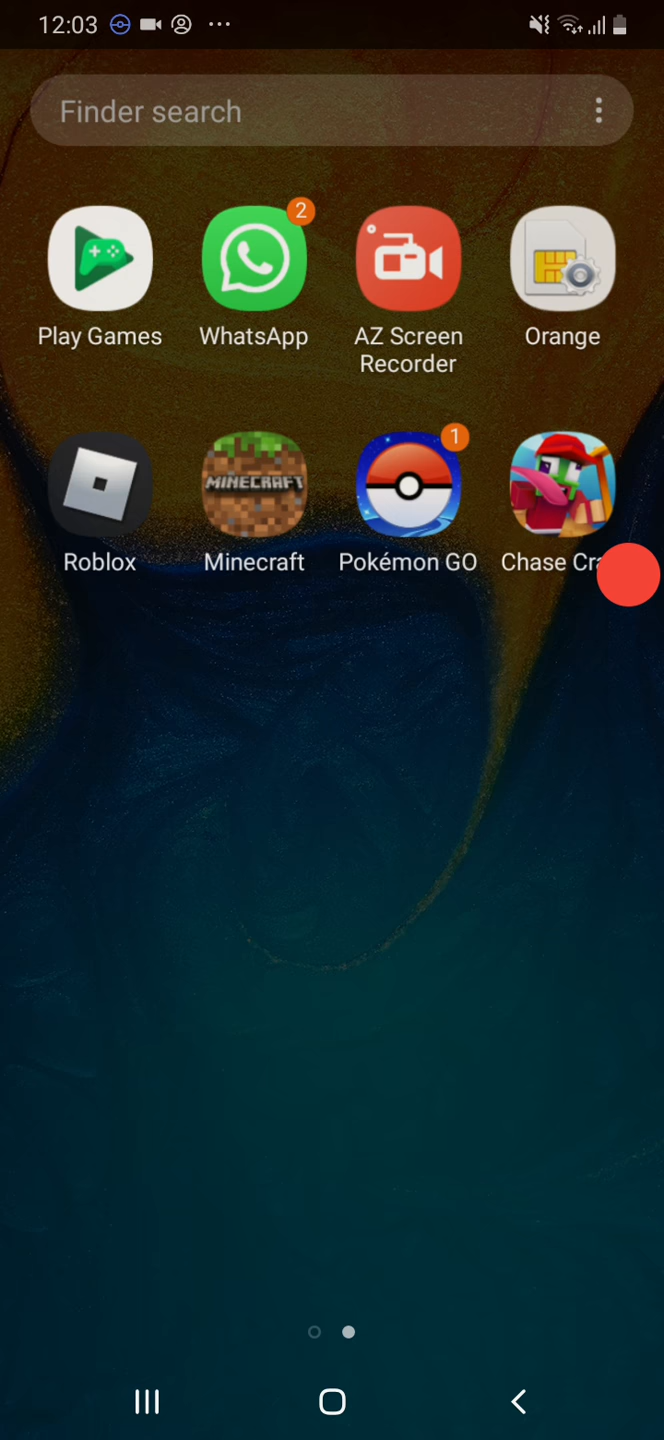 12:03
Finder search
2
Play Games
WhatsApp
AZ Screen
Recorder
Orange
MINECRAFT
1
Roblox
Minecraft
Pokémon GO
Chase Cra